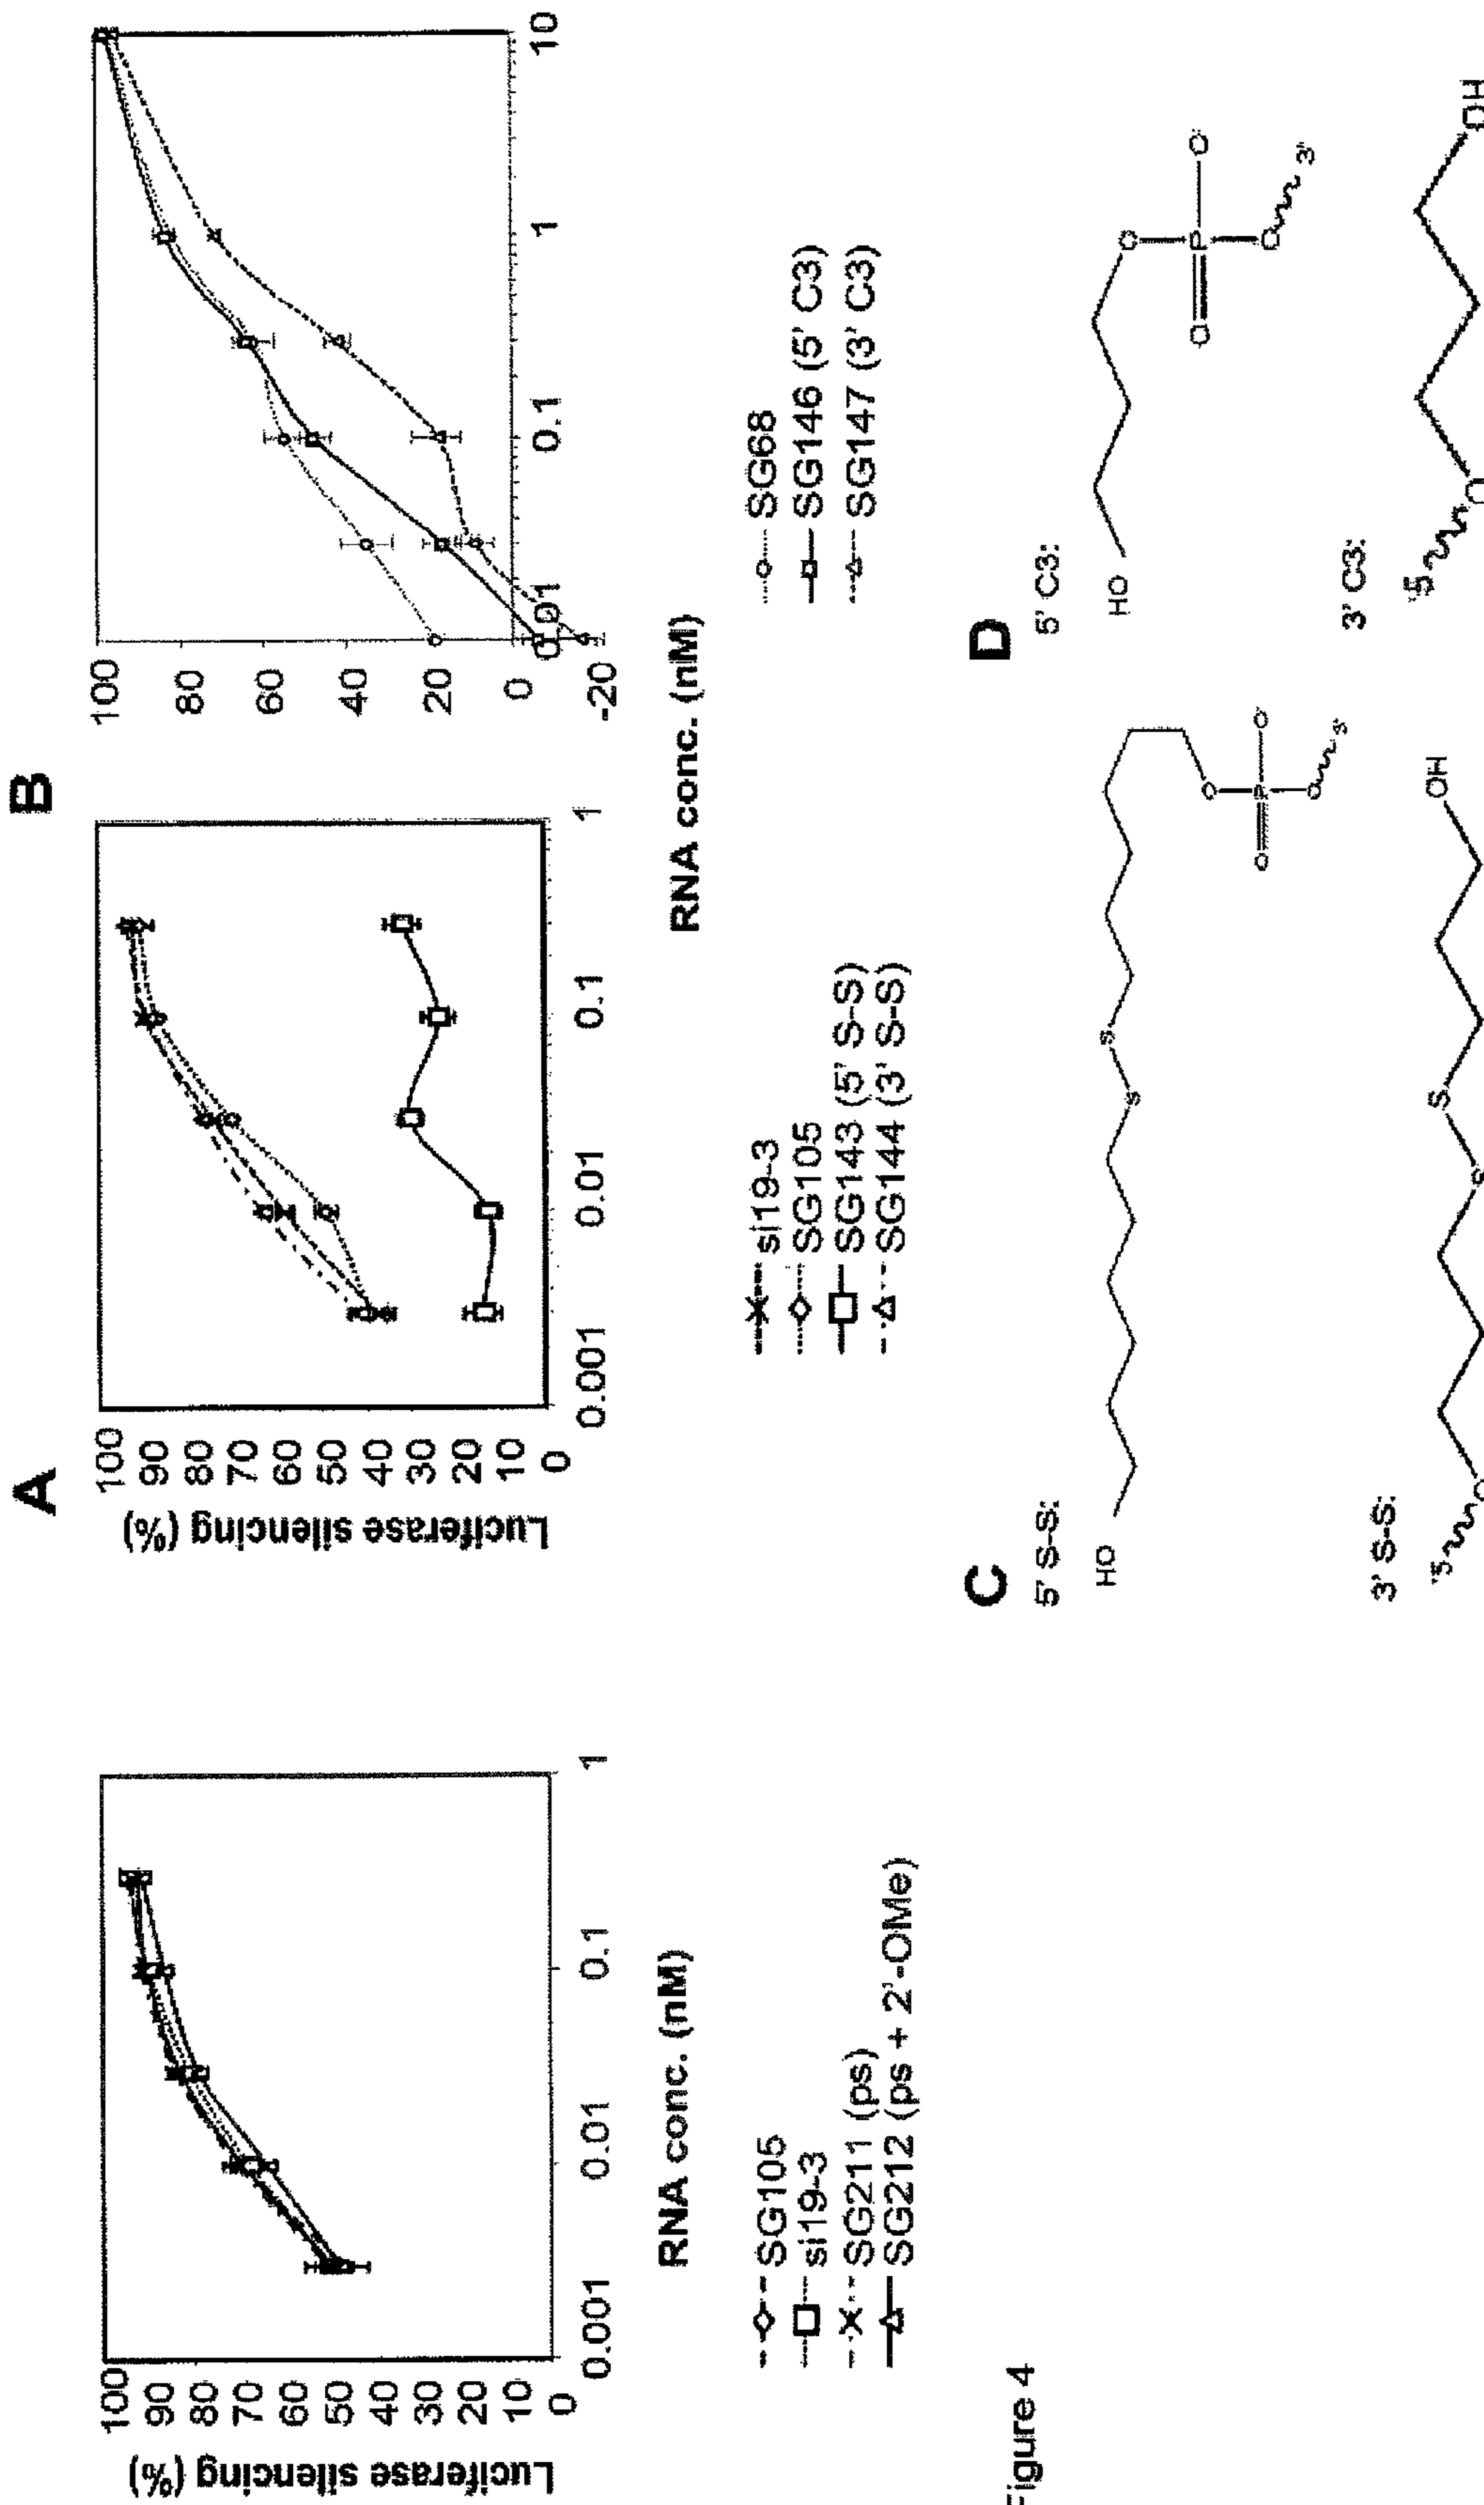 Luciferase silencing (%)
100
90
80
70
60
50
40
30
20
10
0
0.001
0.01
0.1
1
RNA conc. (nM)
SG105
si19-3
SG211 (ps)
SG212 (ps + 2'-OMe)
Figure 4
A
Luciferase silencing (%)
100
90
80
70
60
50
40
30
20
10
0
0.001
0.01
0.1
1
B
100
80
60
40
20
0
-20
0.01
0.1
1
10
RNA conc. (nM)
si19-3
SG105
SG143 (5' S-S)
SG144 (3' S-S)
SG68
SG146 (5' C3)
SG147 (3' C3)
C
5' S-S:
HO
S
S
O
O
P
O
O
3'
3' S-S:
5'
O
S
S
OH
D
5' C3:
HO
O
O
P
O
O
3'
3' C3:
5'
O
OH